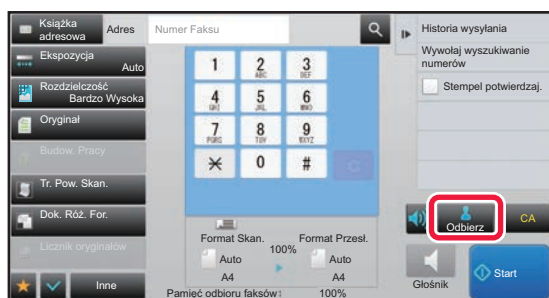 Książka adresowa
Adres
Numer Faksu
Historia wysyłania
Ekspozycja
Auto
Wywołaj wyszukiwanie numerów
Rozdzielczość
Bardzo Wysoka
Stempel potwierdzaj.
Oryginał
Budow. Pracy
Tr. Pow. Skan.
Dok. Róż. For.
Licznik oryginałów
Inne
1
2 ABC
3 DEF
4 GHI
5 JKL
6 MNO
7 PQRS
8 TUV
9 WXYZ
0
#
C
Format Skan.
100%
Format Przesł.
Auto
A4
Auto
A4
Pamięć odbioru faksów: 100%
Odbierz
CA
Głośnik
Start